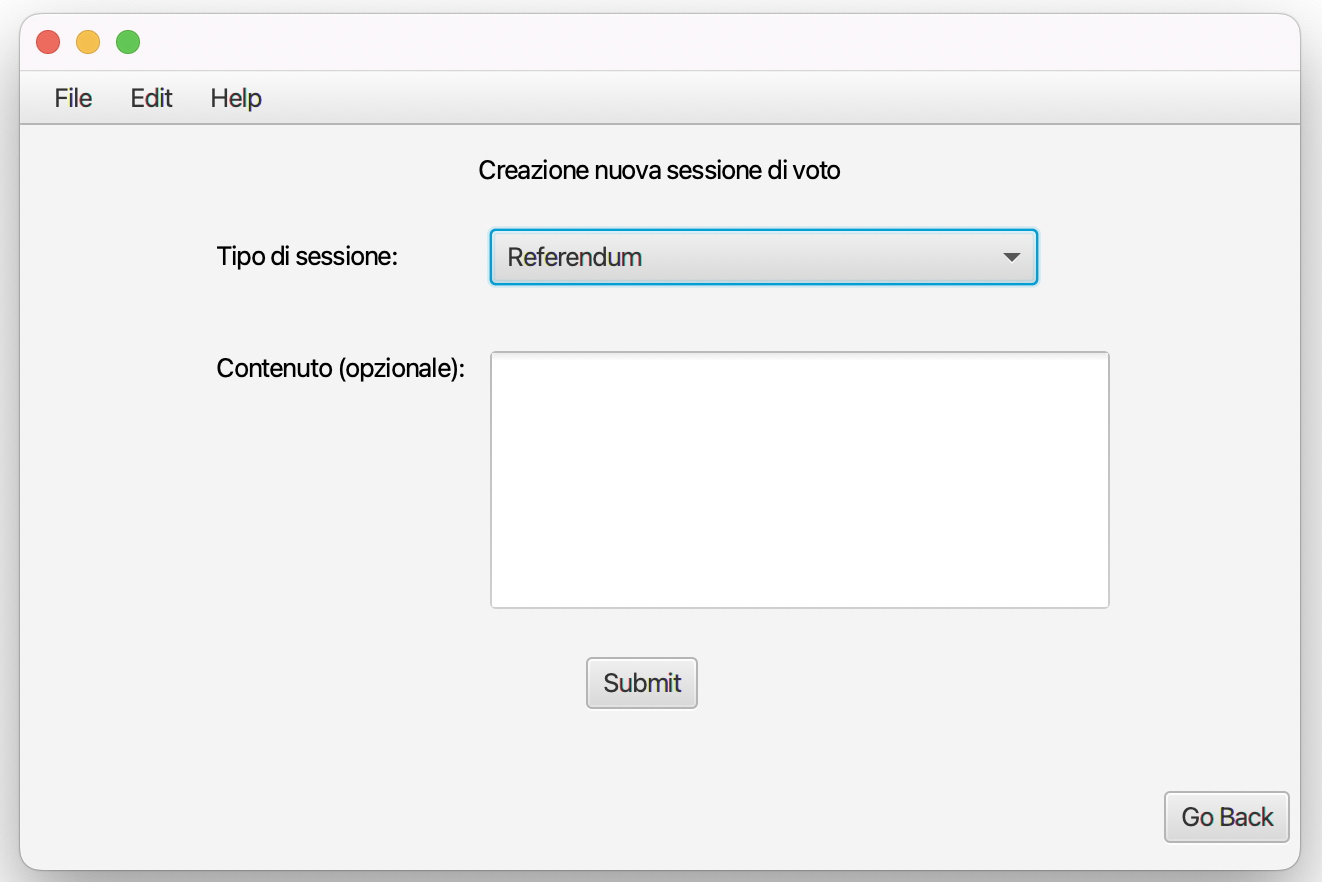 File Edit Help
Creazione nuova sessione di voto
Tipo di sessione: Referendum
Contenuto (opzionale):
Submit
Go Back